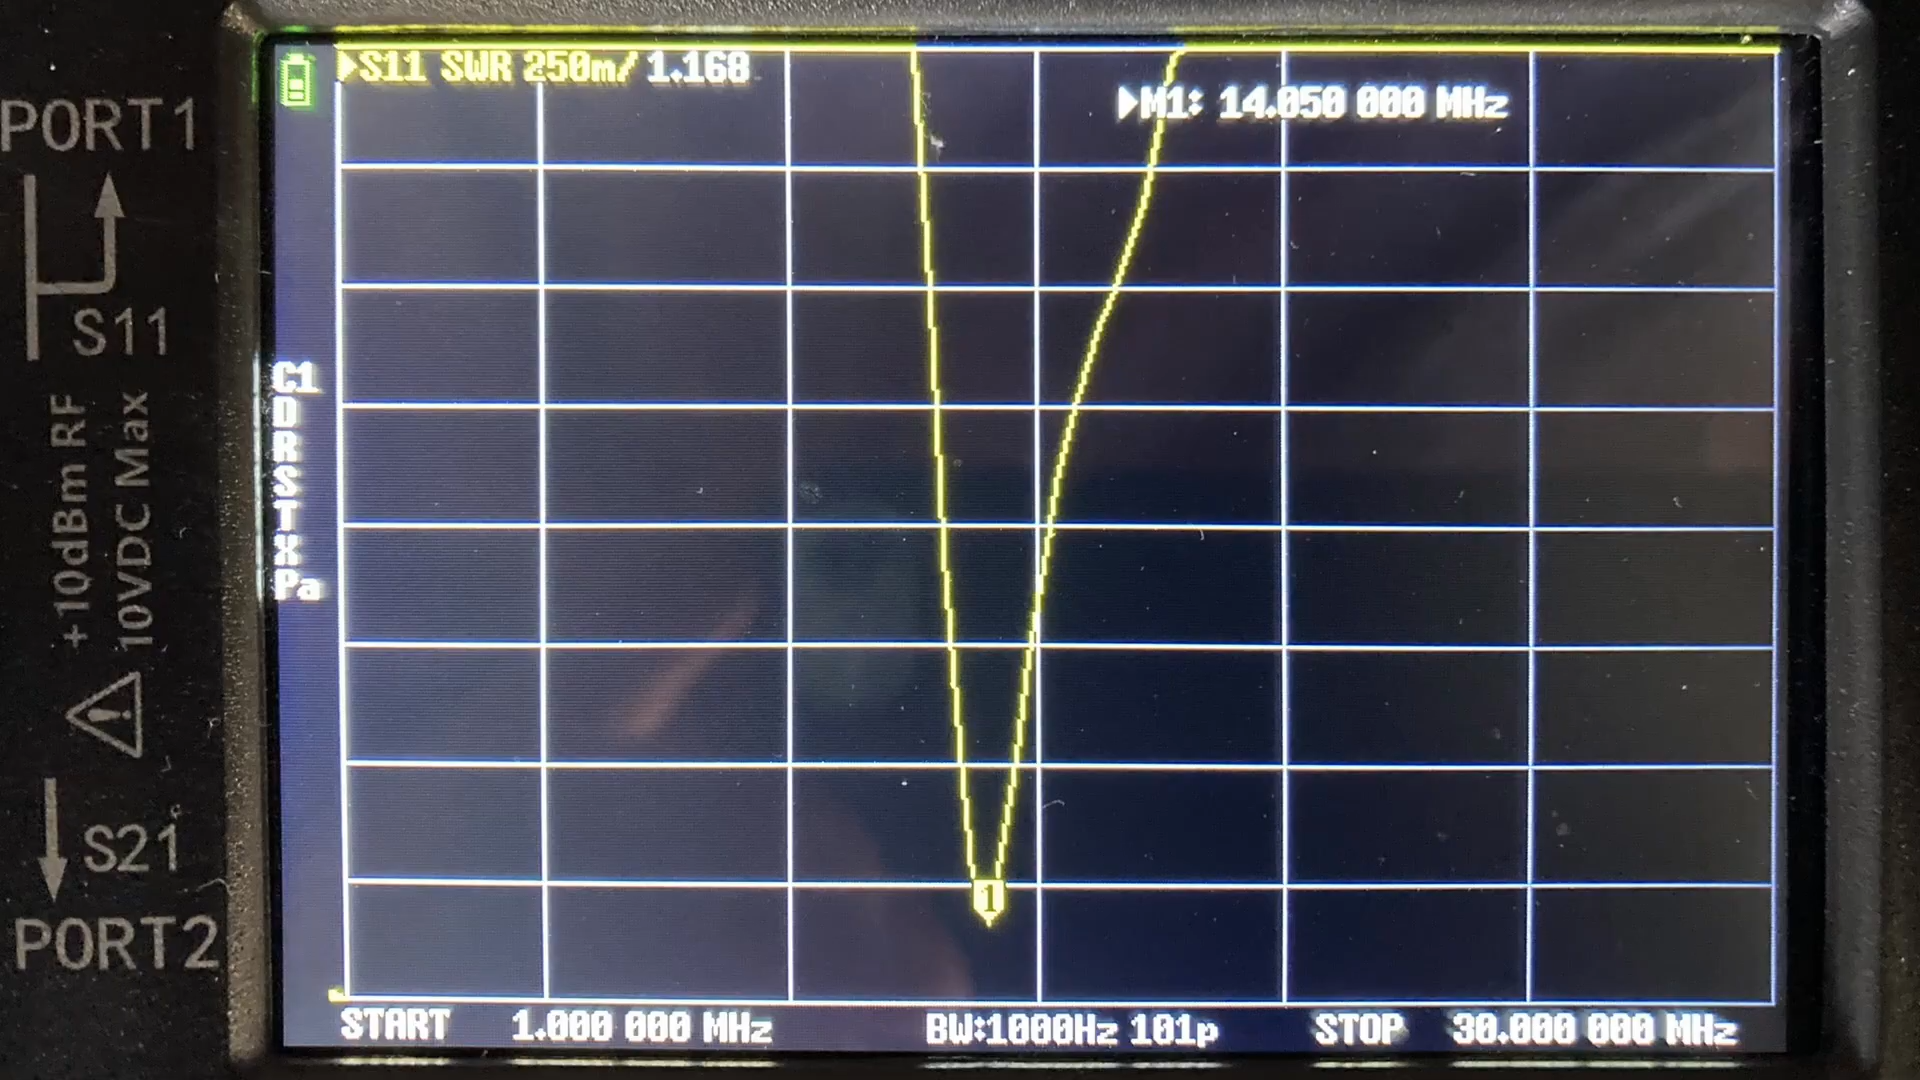 S11 SWR 250m/ 1.168
M1: 14.050 000 MHz
PORT1
S11
+10dBm RF
10VDC Max
S21
PORT2
C1
D
R
S
T
X
Pa
1
START 1.000 000 MHz BW:1000Hz 101p STOP 30.000 000 MHz